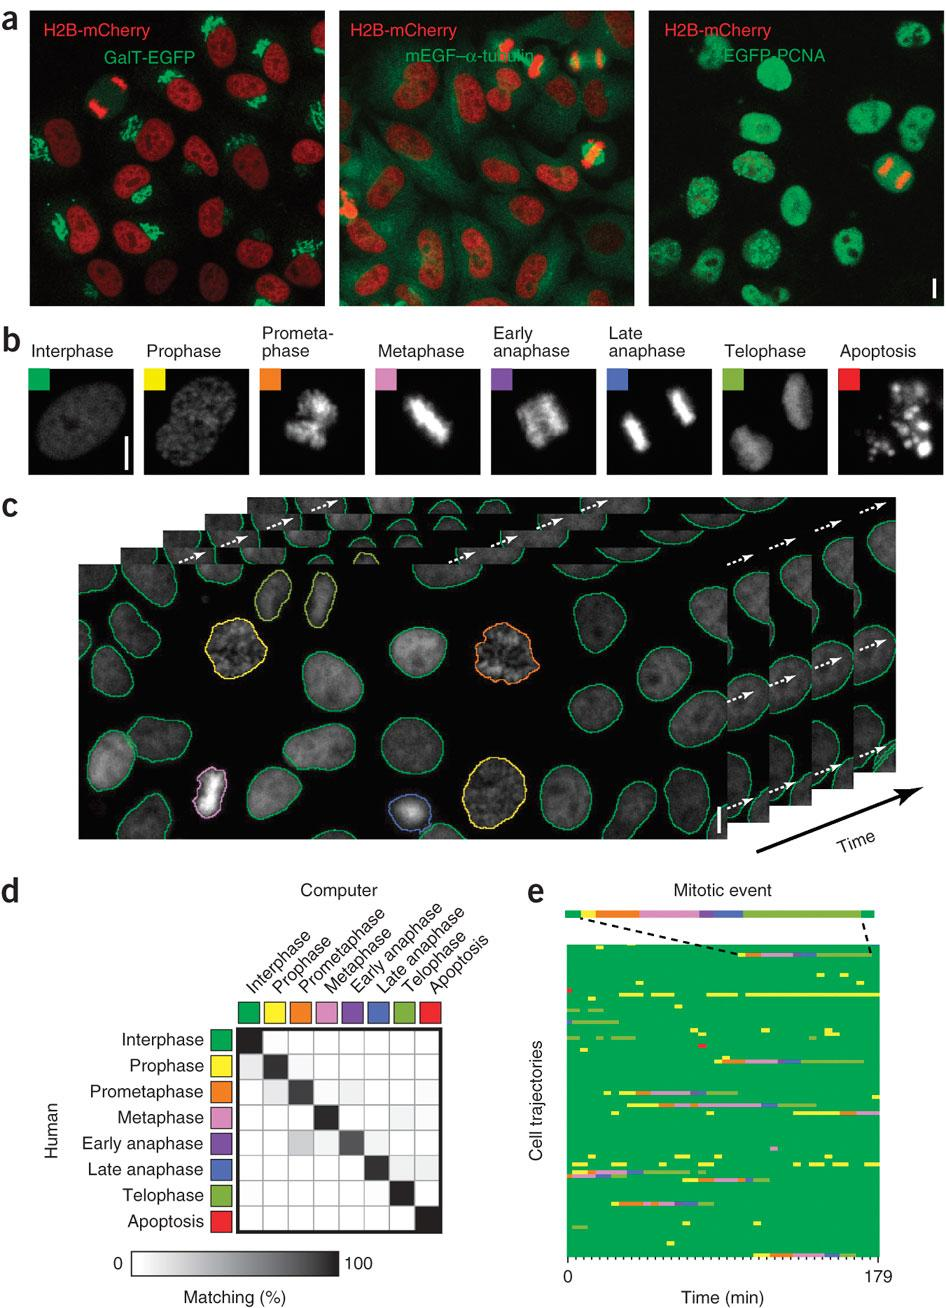 a
H2B-mCherry
GalT-EGFP
H2B-mCherry
mEGF–α-tubulin
H2B-mCherry
EGFP-PCNA
b
Interphase
Prophase
Prometa-
phase
Metaphase
Early
anaphase
Late
anaphase
Telophase
Apoptosis
c
Time
d
Computer
Interphase
Prophase
Prometaphase
Metaphase
Early anaphase
Late anaphase
Telophase
Apoptosis
Human
Interphase
Prophase
Prometaphase
Metaphase
Early anaphase
Late anaphase
Telophase
Apoptosis
0
100
Matching (%)
e
Mitotic event
Cell trajectories
0
179
Time (min)